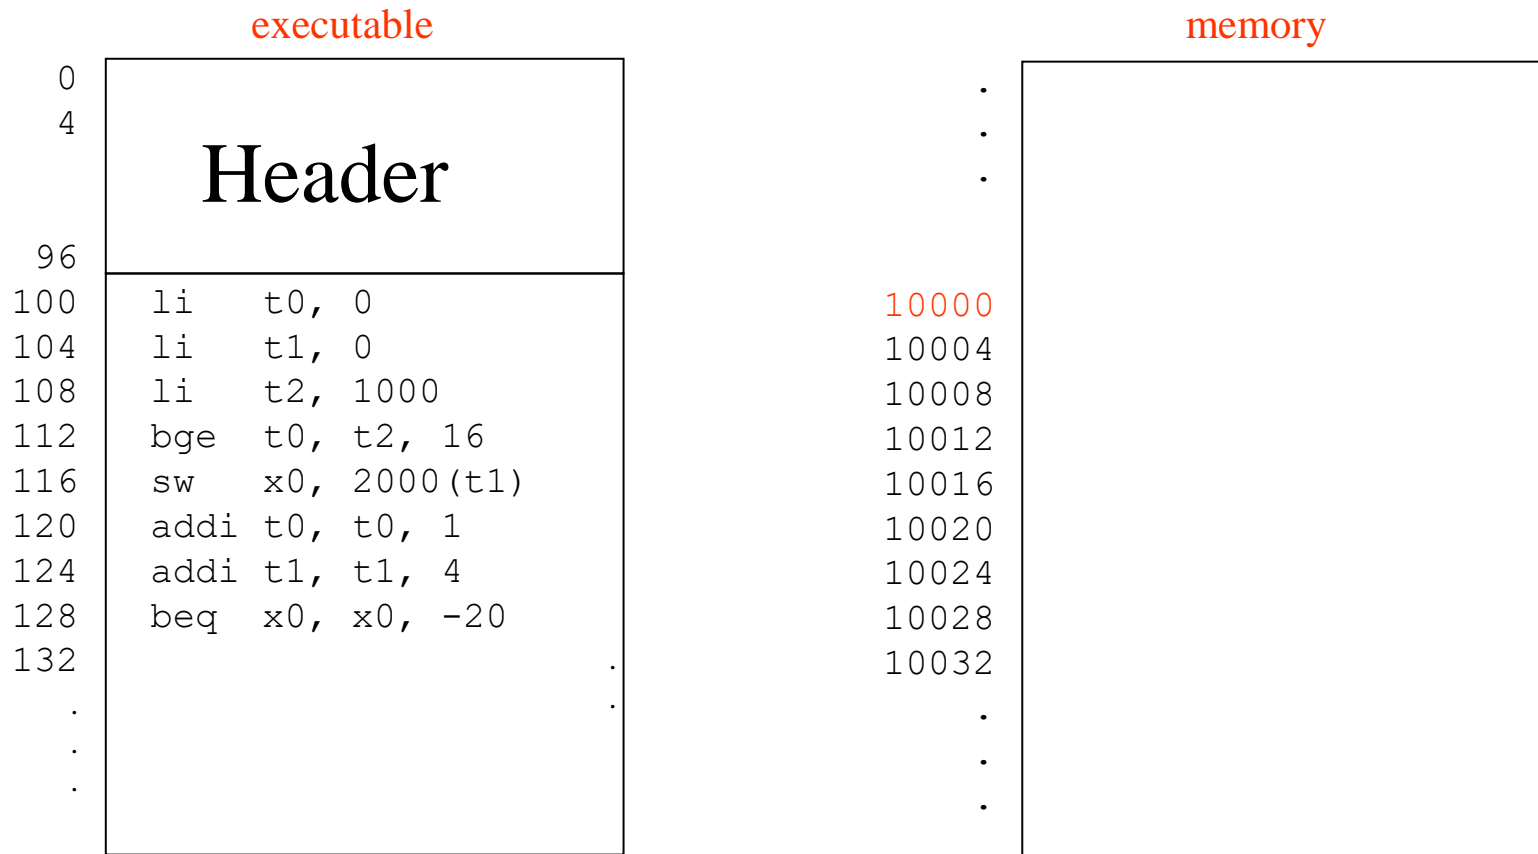 executable
memory
0
4
Header
96
100 li t0, 0
104 li t1, 0
108 li t2, 1000
112 bge t0, t2, 16
116 sw x0, 2000(t1)
120 addi t0, t0, 1
124 addi t1, t1, 4
128 beq x0, x0, -20
132 .
. .
.
.
.
.
.
10000
10004
10008
10012
10016
10020
10024
10028
10032
.
.
.